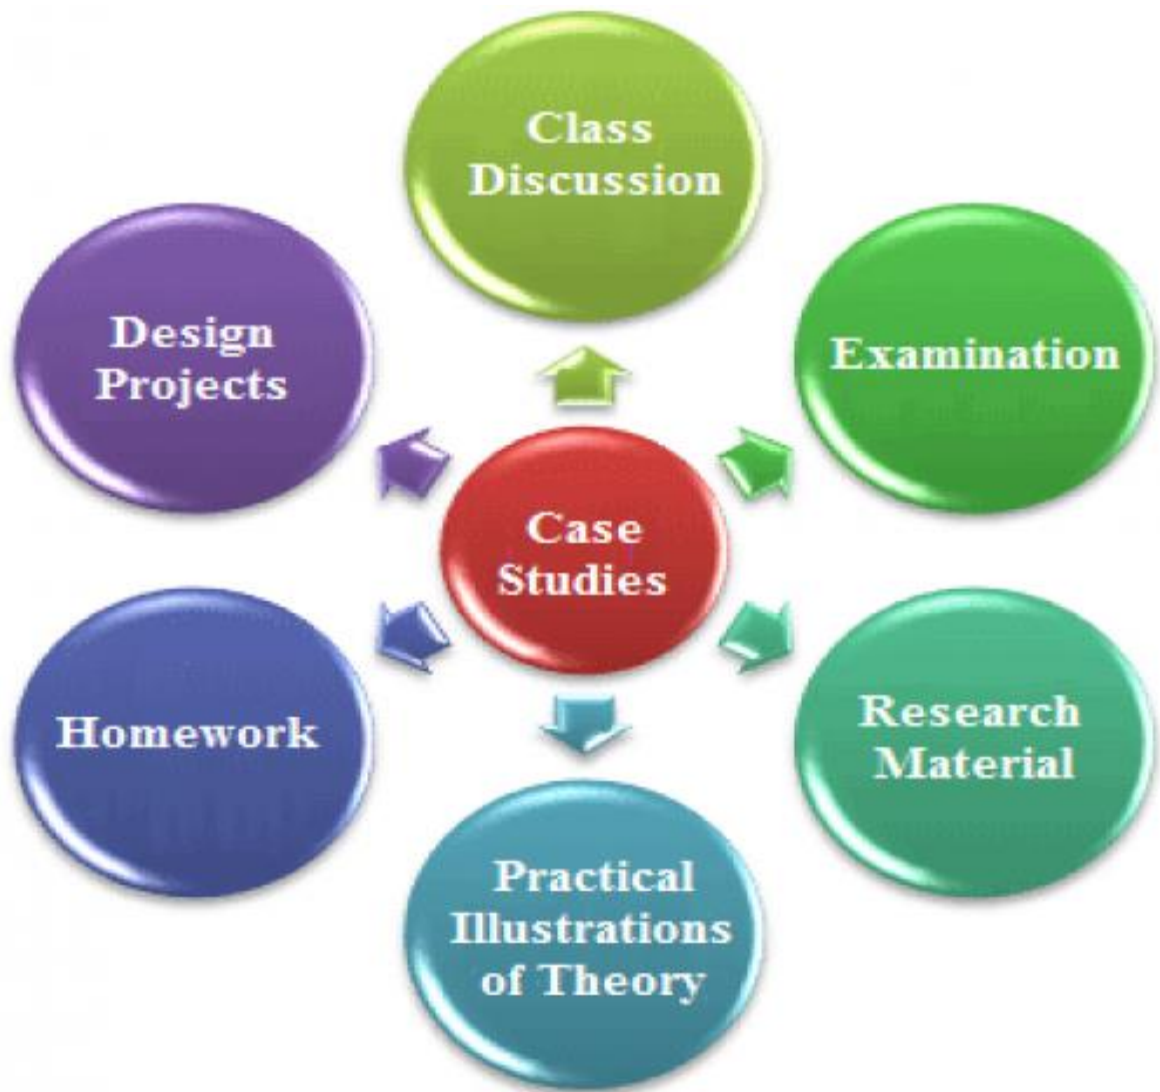 Class
Discussion
Examination
Research
Material
Practical
Illustrations
of Theory
Homework
Design
Projects
Case
Studies